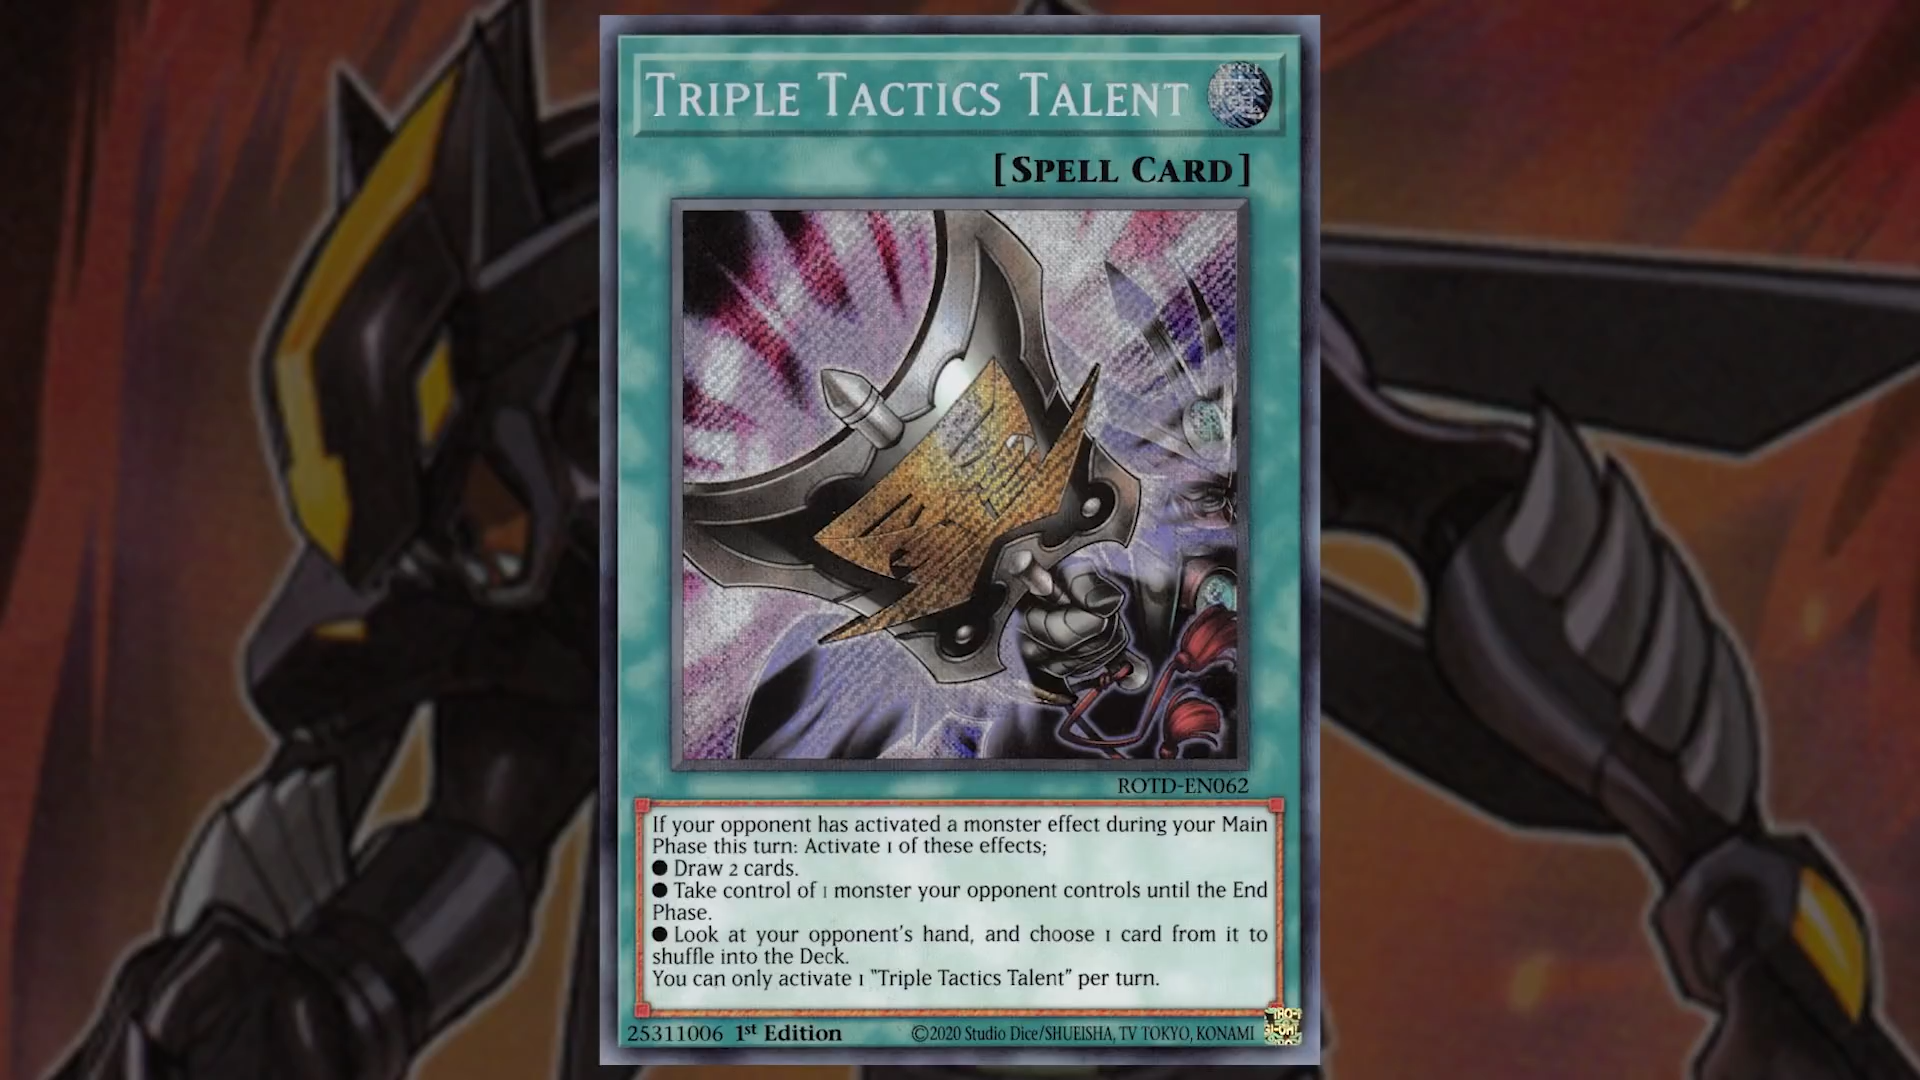 TRIPLE TACTICS TALENT
[SPELL CARD]
ROTD-EN062
If your opponent has activated a monster effect during your Main
Phase this turn: Activate 1 of these effects;
● Draw 2 cards.
● Take control of 1 monster your opponent controls until the End
Phase.
● Look at your opponent's hand, and choose 1 card from it to
shuffle into the Deck.
You can only activate 1 "Triple Tactics Talent" per turn.
25311006 1st Edition ©2020 Studio Dice/SHUEISHA, TV TOKYO, KONAMI